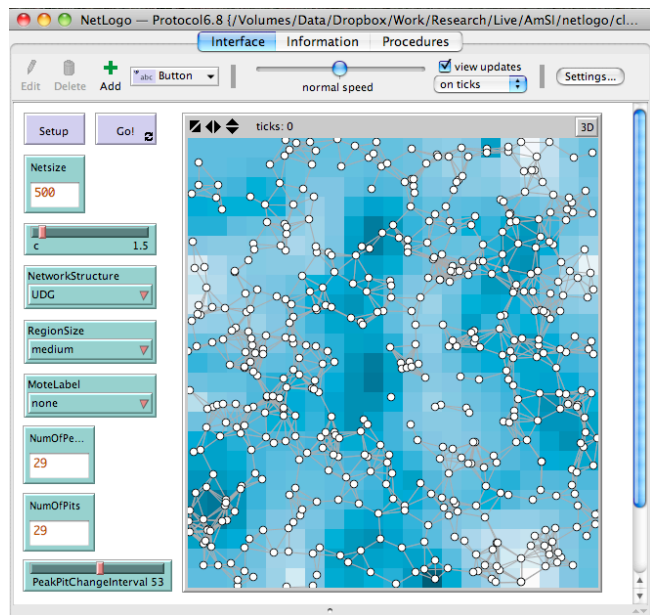 NetLogo — Protocol6.8 {/Volumes/Data/Dropbox/Work/Research/Live/AmSI/netlogo/cl...
Interface Information Procedures
Edit Delete Add abc Button normal speed view updates on ticks Settings...
Setup Go! ticks: 0 3D
Netsize
500
c 1.5
NetworkStructure
UDG
RegionSize
medium
MoteLabel
none
NumOfPe...
29
NumOfPits
29
PeakPitChangeInterval 53